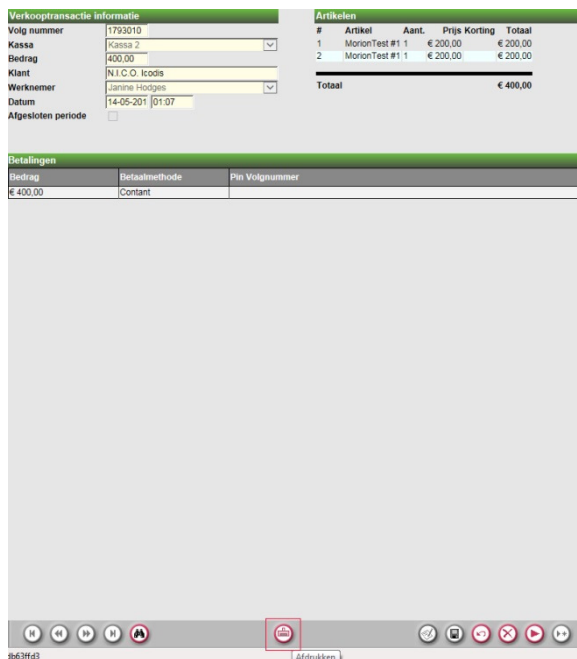 Verkooptransactie informatie
Volg nummer 1793010
Kassa Kassa 2
Bedrag 400,00
Klant N.I.C.O. Icodis
Werknemer Janine Hodges
Datum 14-05-201 01:07
Afgesloten periode
Artikelen
# Artikel Aant. Prijs Korting Totaal
1 MorionTest #1 1 € 200,00 € 200,00
2 MorionTest #1 1 € 200,00 € 200,00
Totaal € 400,00
Betalingen
Bedrag Betaalmethode Pin Volgnummer
€ 400,00 Contant
db63ffd3
Afdrukken